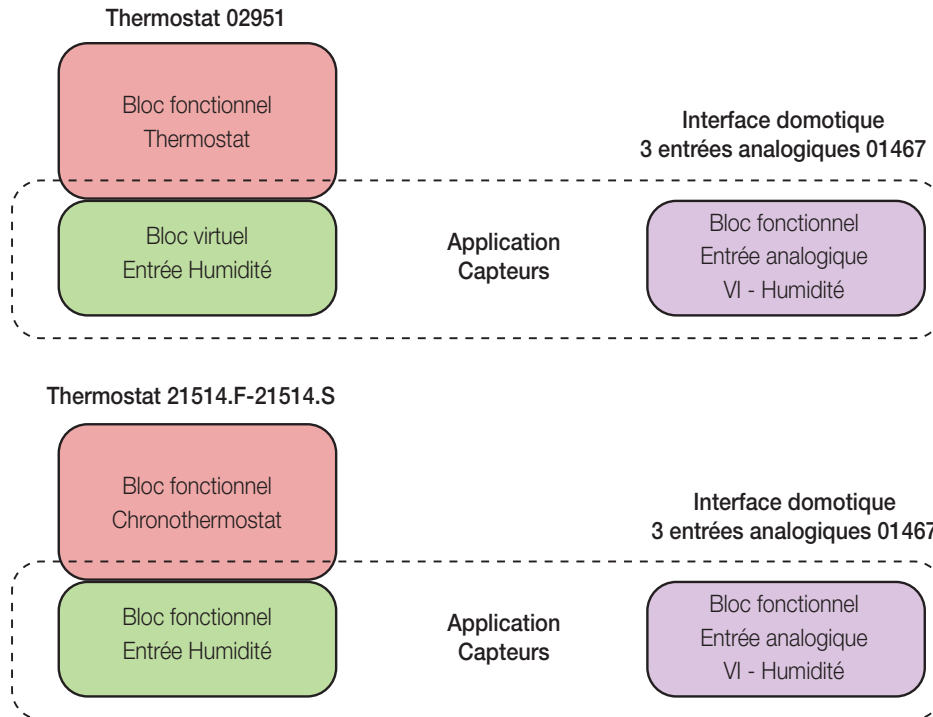 Thermostat 02951
Bloc fonctionnel
Thermostat
Interface domotique
3 entrées analogiques 01467
Bloc virtuel
Entrée Humidité
Application
Capteurs
Bloc fonctionnel
Entrée analogique
VI - Humidité
Thermostat 21514.F-21514.S
Bloc fonctionnel
Chronothermostat
Interface domotique
3 entrées analogiques 01467
Bloc fonctionnel
Entrée Humidité
Application
Capteurs
Bloc fonctionnel
Entrée analogique
VI - Humidité